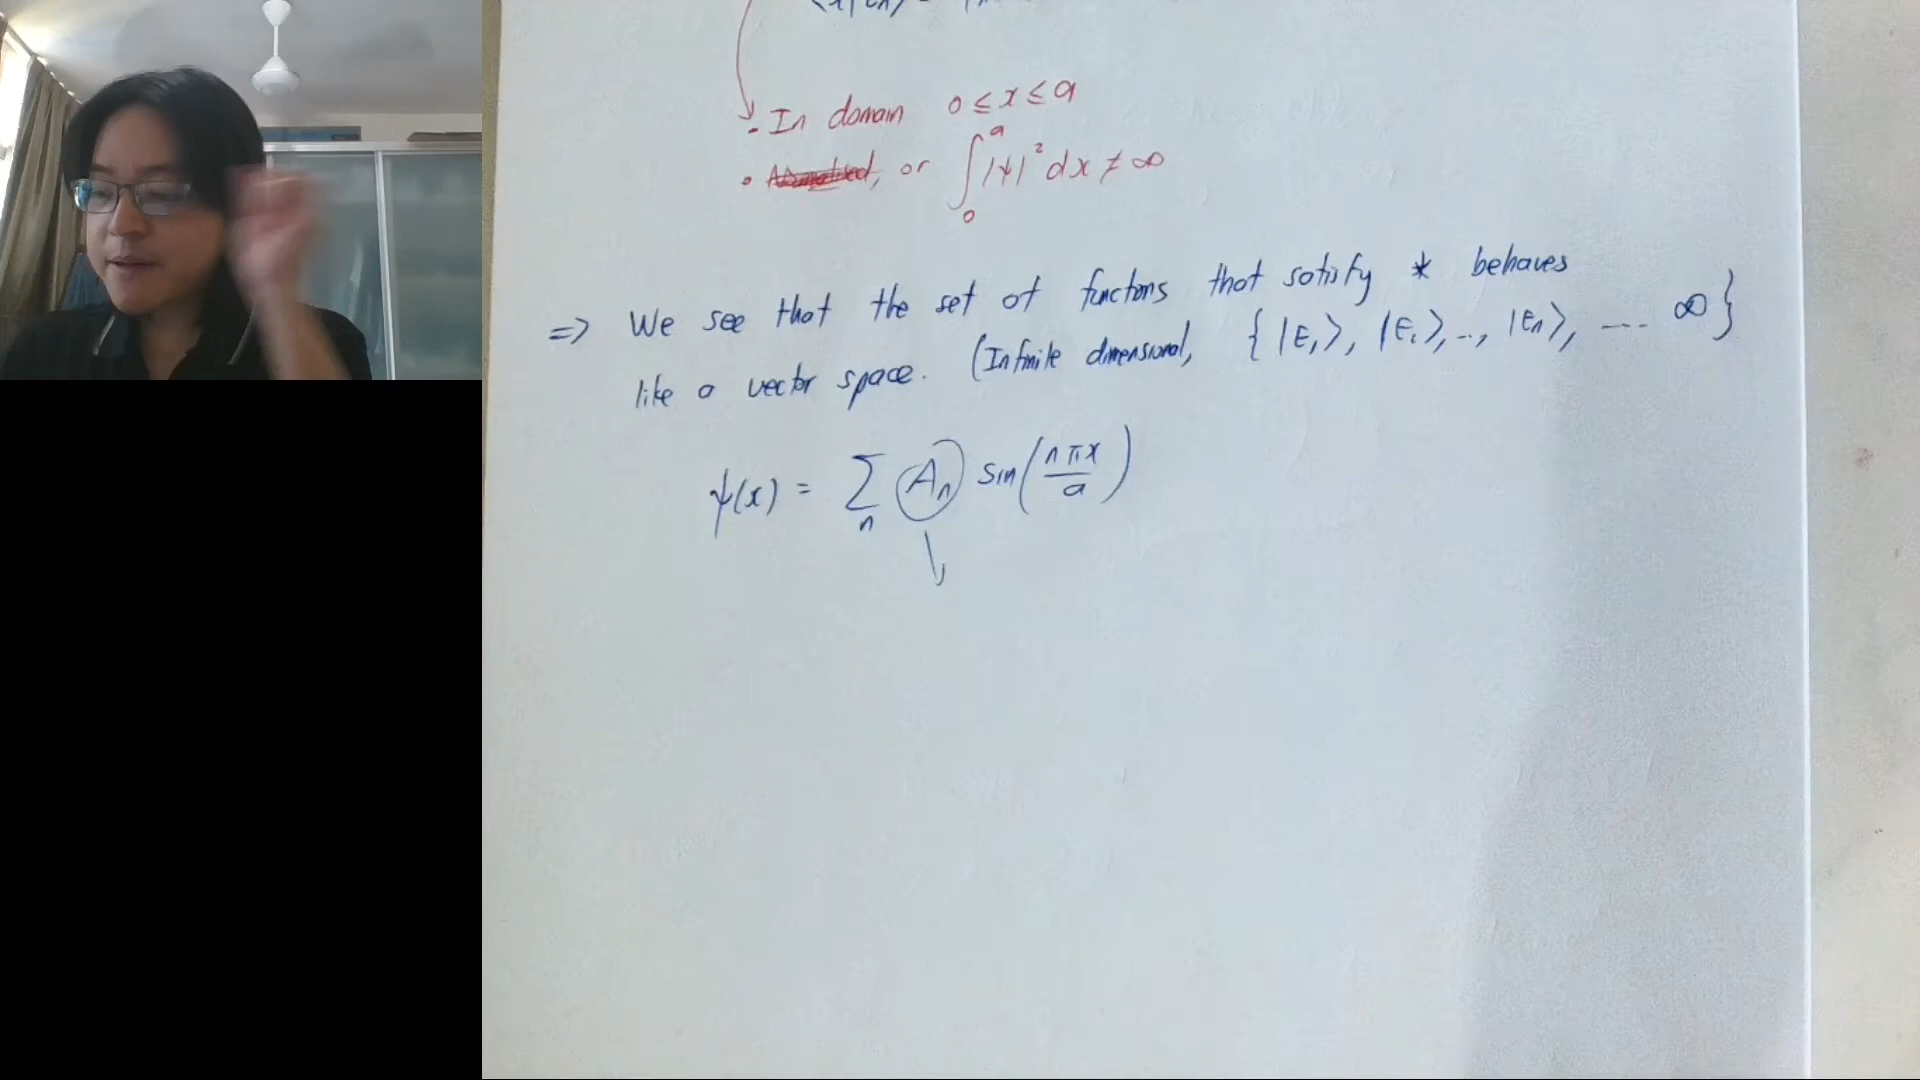 • In domain 0 ≤ x ≤ a
• , or ∫₀ᵃ |ψ|² dx ≠ ∞
⇒ We see that the set of functions that satisfy * behaves
like a vector space. (Infinite dimensional, { |E₁⟩, |E₂⟩, .., |Eₙ⟩, .... ∞ }
ψ(x) = Σₙ Aₙ sin(nπx/a)